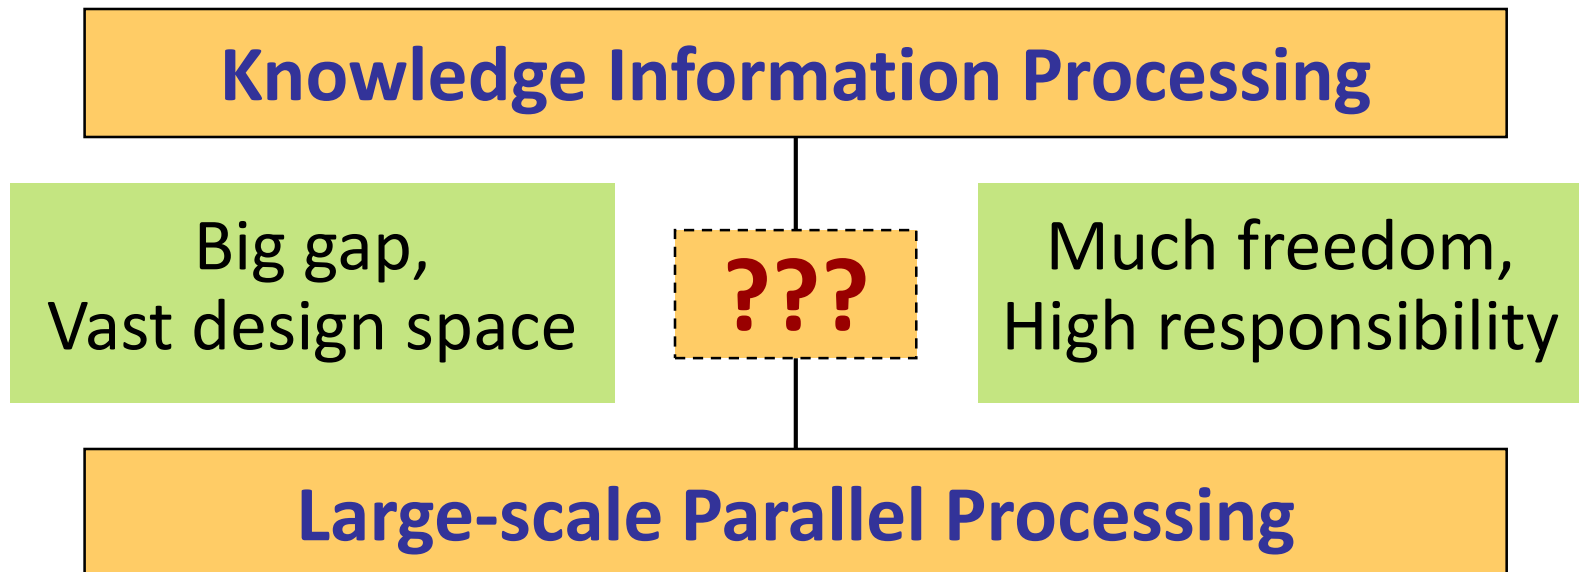 Knowledge Information Processing
Big gap,
Vast design space
???
Much freedom,
High responsibility
Large-scale Parallel Processing